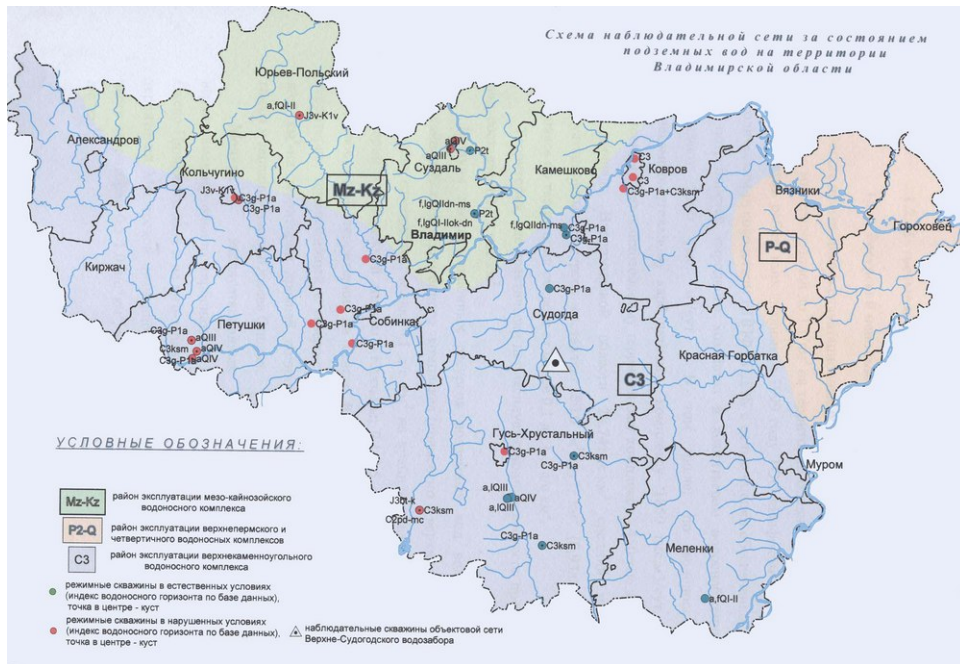 Схема наблюдательной сети за состоянием
подземных вод на территории
Владимирской области
Юрьев-Польский
a,fQI-II
J3v-K1v
Александров
aQIV
aQIII
P2t
Суздаль
Кольчугино
J3v-K1v
C3g-P1a
C3g-P1a
Mz-Kz
Камешково
C3
C3
Ковров
C3g-P1a+C3ksm
Вязники
Гороховец
f,lgQIIdn-ms
P2t
f,lgQI-IIok-dn
Владимир
f,lgQIIdn-ms
C3g-P1a
C3g-P1a
P-Q
Киржач
C3g-P1a
C3g-P1a
C3g-P1a
Судогда
Петушки
C3g-P1a
Собинка
C3g-P1a
C3g-P1a
aQIII
C3ksm
aQIV
C3g-P1a
aQIV
Красная Горбатка
C3
Гусь-Хрустальный
C3g-P1a
C3ksm
C3g-P1a
Муром
a,lQIII
aQIV
a,lQIII
C3ksm
C2pd-mc
C3g-P1a
C3ksm
Меленки
a,fQI-II
УСЛОВНЫЕ ОБОЗНАЧЕНИЯ:
Mz-Kz
район эксплуатации мезо-кайнозойского
водоносного комплекса
P2-Q
район эксплуатации верхнепермского и
четвертичного водоносных комплексов
C3
район эксплуатации верхнекаменноугольного
водоносного комплекса
режимные скважины в естественных условиях
(индекс водоносного горизонта по базе данных),
точка в центре - куст
режимные скважины в нарушенных условиях
(индекс водоносного горизонта по базе данных),
точка в центре - куст
наблюдательные скважины объектовой сети
Верхне-Судогодского водозабора